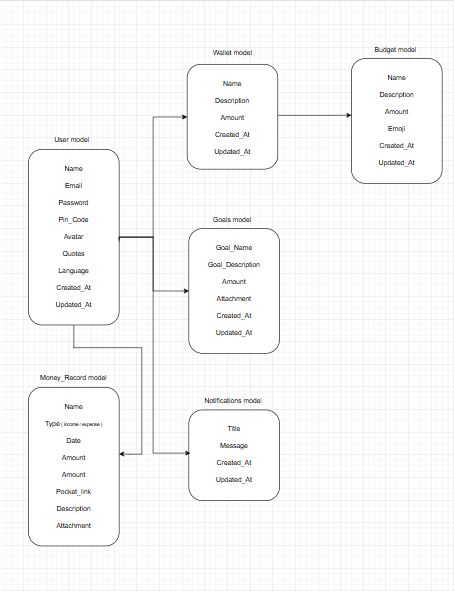 Wallet model
Name
Description
Amount
Created_At
Updated_At
Budget model
Name
Description
Amount
Emoji
Created_At
Updated_At
User model
Name
Email
Password
Pin_Code
Avatar
Quotes
Language
Created_At
Updated_At
Goals model
Goal_Name
Goal_Description
Amount
Attachment
Created_At
Updated_At
Money_Record model
Name
Type ( income / expense )
Date
Amount
Amount
Pocket_link
Description
Attachment
Notifications model
Title
Message
Created_At
Updated_At